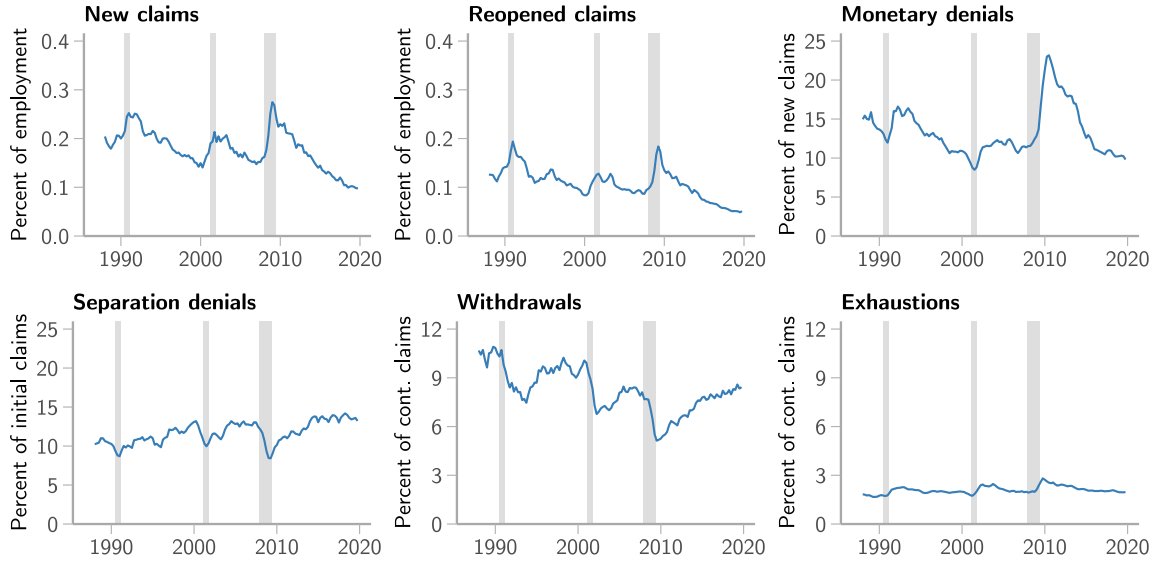 New claims
Percent of employment
0.4
0.3
0.2
0.1
0.0
1990 2000 2010 2020
Reopened claims
Percent of employment
0.4
0.3
0.2
0.1
0.0
1990 2000 2010 2020
Monetary denials
Percent of new claims
25
20
15
10
5
0
1990 2000 2010 2020
Separation denials
Percent of initial claims
25
20
15
10
5
0
1990 2000 2010 2020
Withdrawals
Percent of cont. claims
12
9
6
3
0
1990 2000 2010 2020
Exhaustions
Percent of cont. claims
12
9
6
3
0
1990 2000 2010 2020